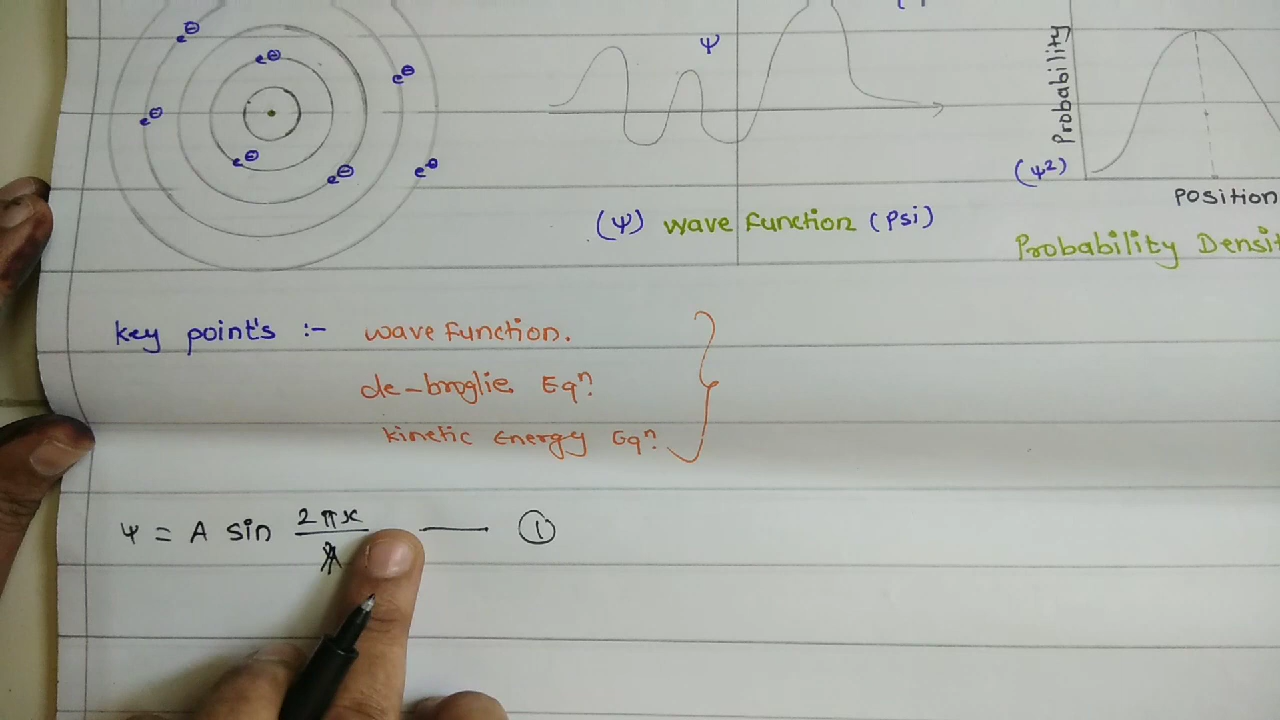 e⊖
e⊖
e⊖
e⊖
e⊖
e⊖
e⊖
ψ
Probability
(ψ²)
Position
(ψ) wave function (Psi)
Probability Densi
key point's :- wave function.
de-broglie Eqⁿ.
kinetic Energy Eqⁿ.
ψ = A sin 2πx/λ —— ①